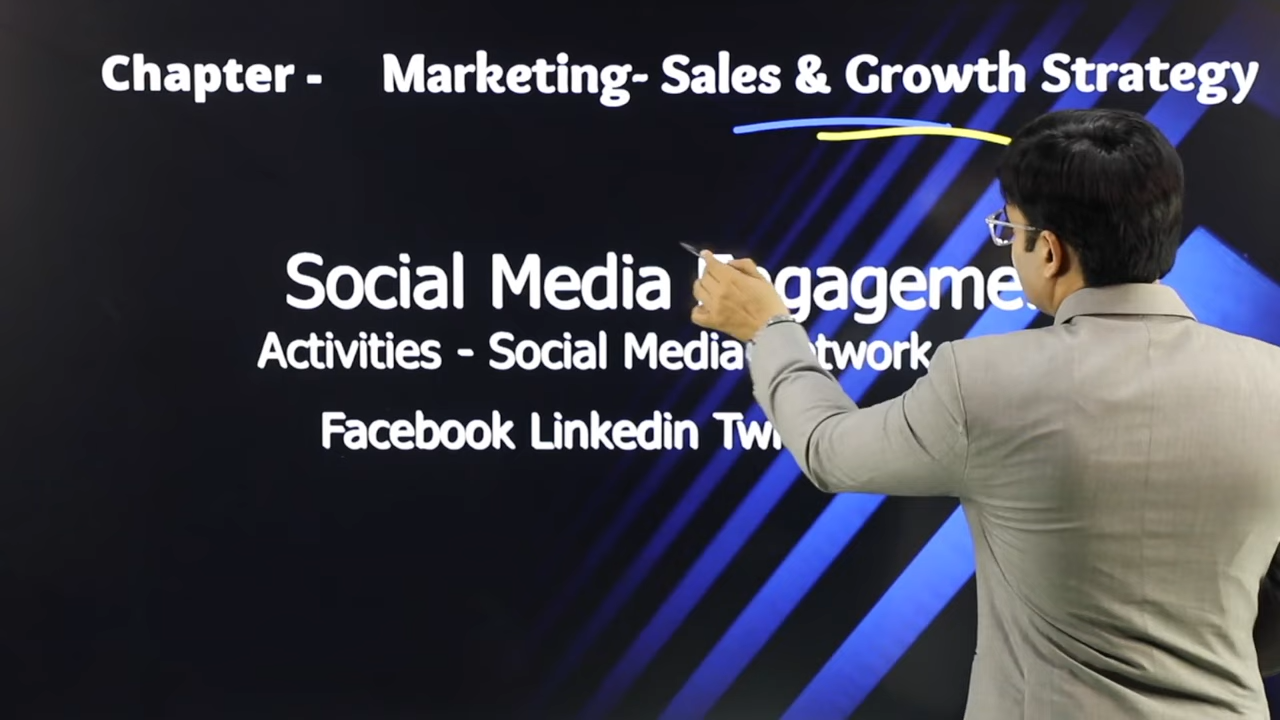 Chapter - Marketing- Sales & Growth Strategy
Social Media
Activities - Social Media
Facebook Linkedin